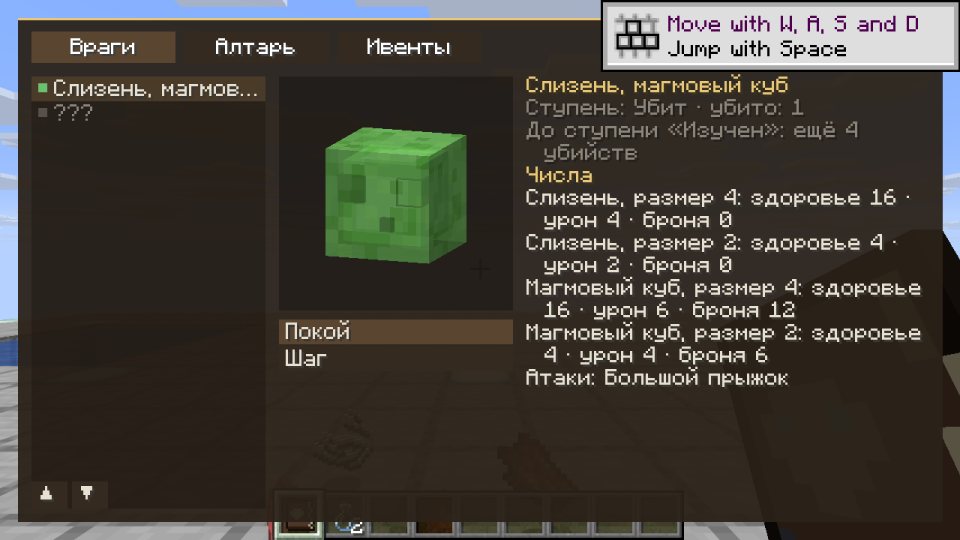 Враги
Алтарь
Ивенты
Move with W, A, S and D
Jump with Space
Слизень, магмов...
???
Слизень, магмовый куб
Ступень: Убит · убито: 1
До ступени «Изучен»: ещё 4
убийств
Числа
Слизень, размер 4: здоровье 16 ·
урон 4 · броня 0
Слизень, размер 2: здоровье 4 ·
урон 2 · броня 0
Магмовый куб, размер 4: здоровье
16 · урон 6 · броня 12
Магмовый куб, размер 2: здоровье
4 · урон 4 · броня 6
Атаки: Большой прыжок
Покой
Шаг
2